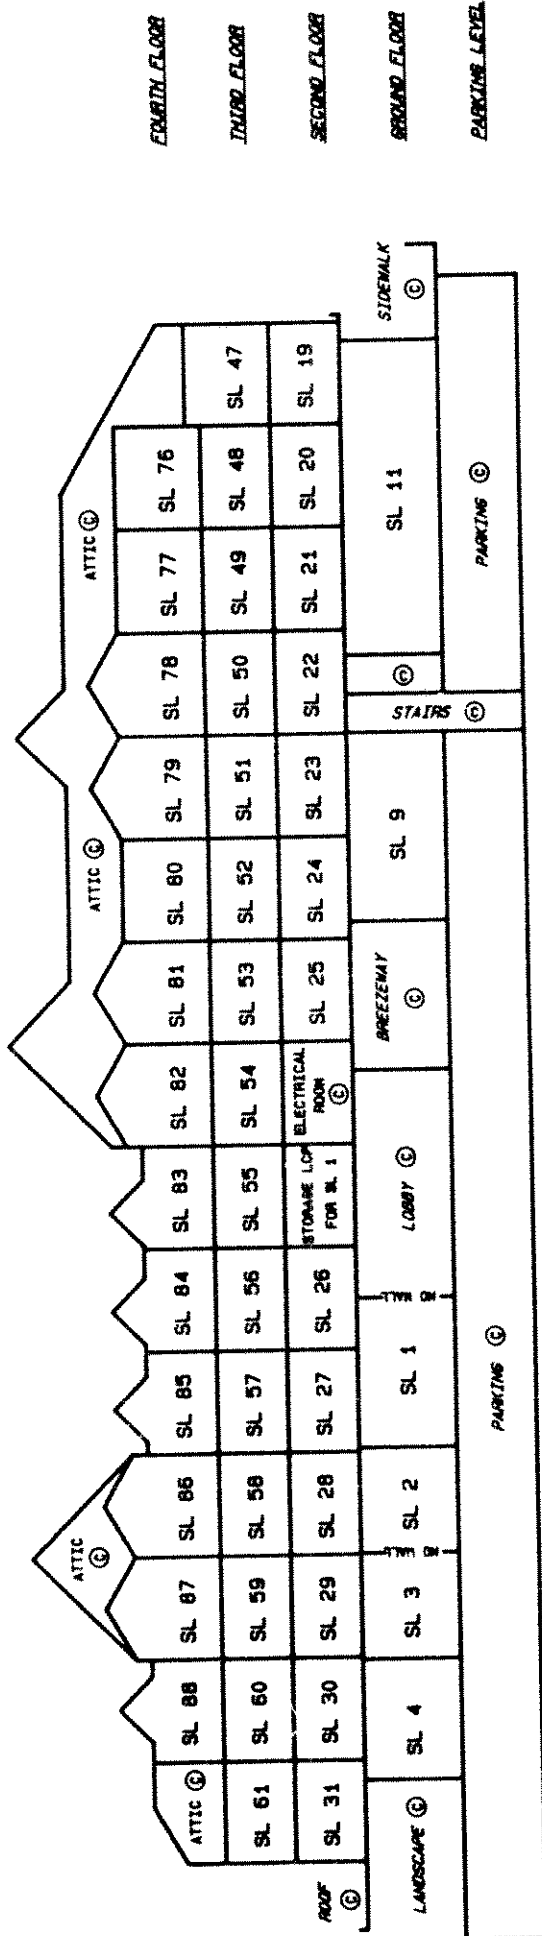 ATTIC Ⓒ
ATTIC Ⓒ
ATTIC Ⓒ
ATTIC Ⓒ
SL 88
SL 87
SL 86
SL 85
SL 84
SL 83
SL 82
SL 81
SL 80
SL 79
SL 78
SL 77
SL 76
FOURTH FLOOR
SL 61
SL 60
SL 59
SL 58
SL 57
SL 56
SL 55
SL 54
SL 53
SL 52
SL 51
SL 50
SL 49
SL 48
SL 47
THIRD FLOOR
ROOF Ⓒ
SL 31
SL 30
SL 29
SL 28
SL 27
SL 26
STORAGE LCP
FOR SL 1
ELECTRICAL
ROOM
Ⓒ
SL 25
SL 24
SL 23
SL 22
SL 21
SL 20
SL 19
SECOND FLOOR
LANDSCAPE Ⓒ
SL 4
SL 3
NO WALL
SL 2
SL 1
NO WALL
LOBBY Ⓒ
BREEZEWAY
Ⓒ
SL 9
STAIRS Ⓒ
Ⓒ
SL 11
SIDEWALK
Ⓒ
GROUND FLOOR
PARKING Ⓒ
PARKING Ⓒ
PARKING LEVEL